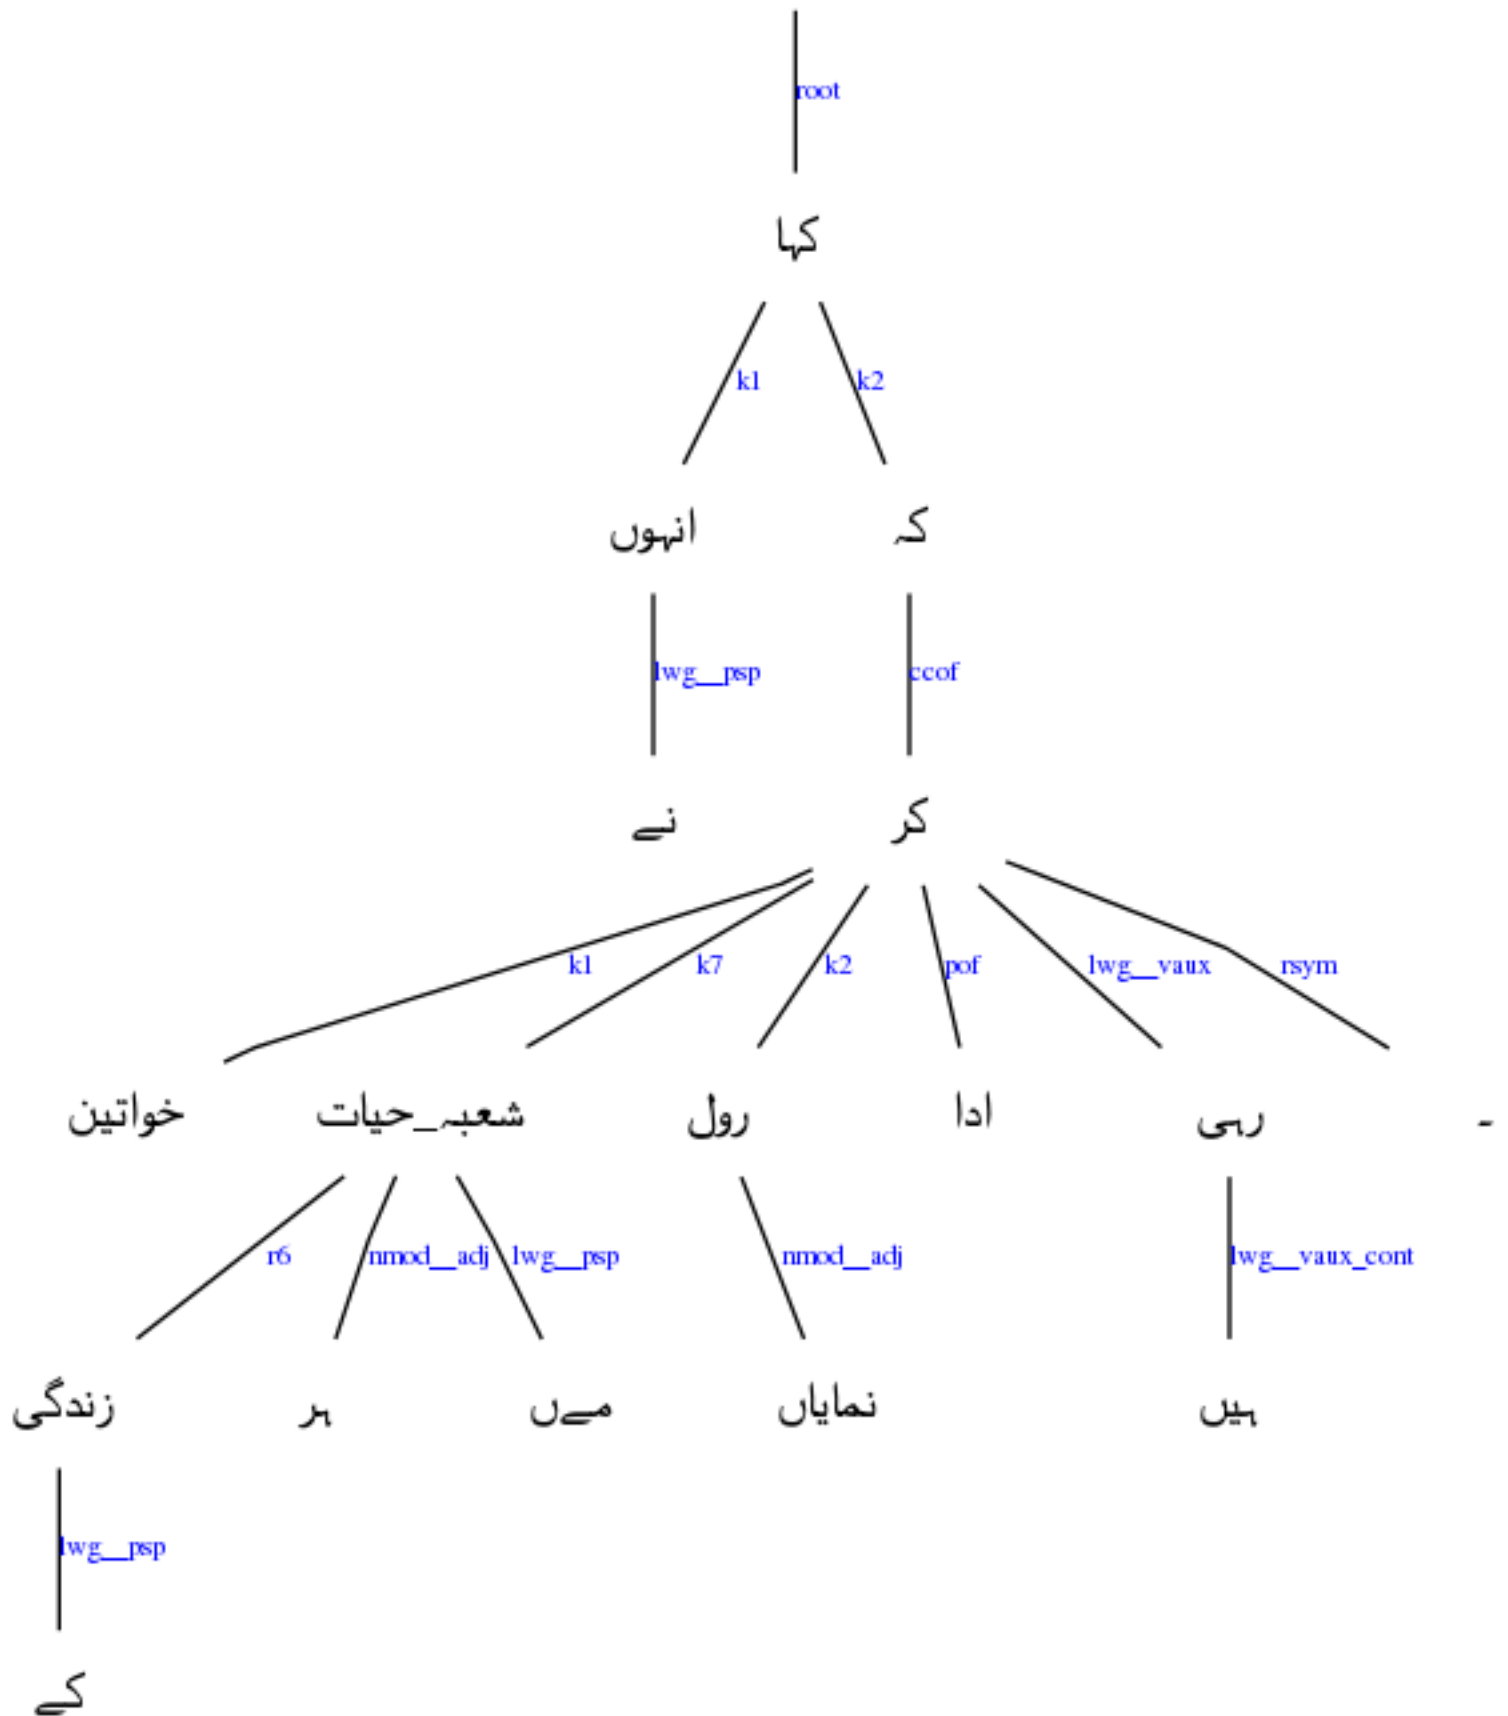 root
کہا
k1 k2
انہوں کہ
lwg__psp ccof
نے کر
k1 k7 k2 pof lwg__vaux rsym
خواتین شعبہ_حیات رول ادا رہی ۔
r6 nmod__adj lwg__psp nmod__adj lwg__vaux_cont
زندگی ہر مےں نمایاں ہیں
lwg__psp
کے